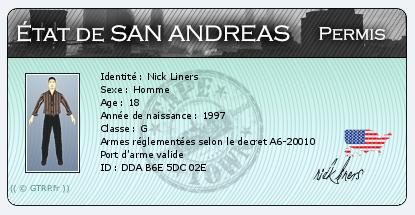 ÉTAT DE SAN ANDREAS PERMIS
Identité : Nick Liners
Sexe : Homme
Age : 18
Année de naissance : 1997
Classe : G
Armes réglementées selon le decret A6-20010
Port d'arme valide
ID : DDA B6E 5DC 02E
Nick Liners
(( © GTRP.fr ))